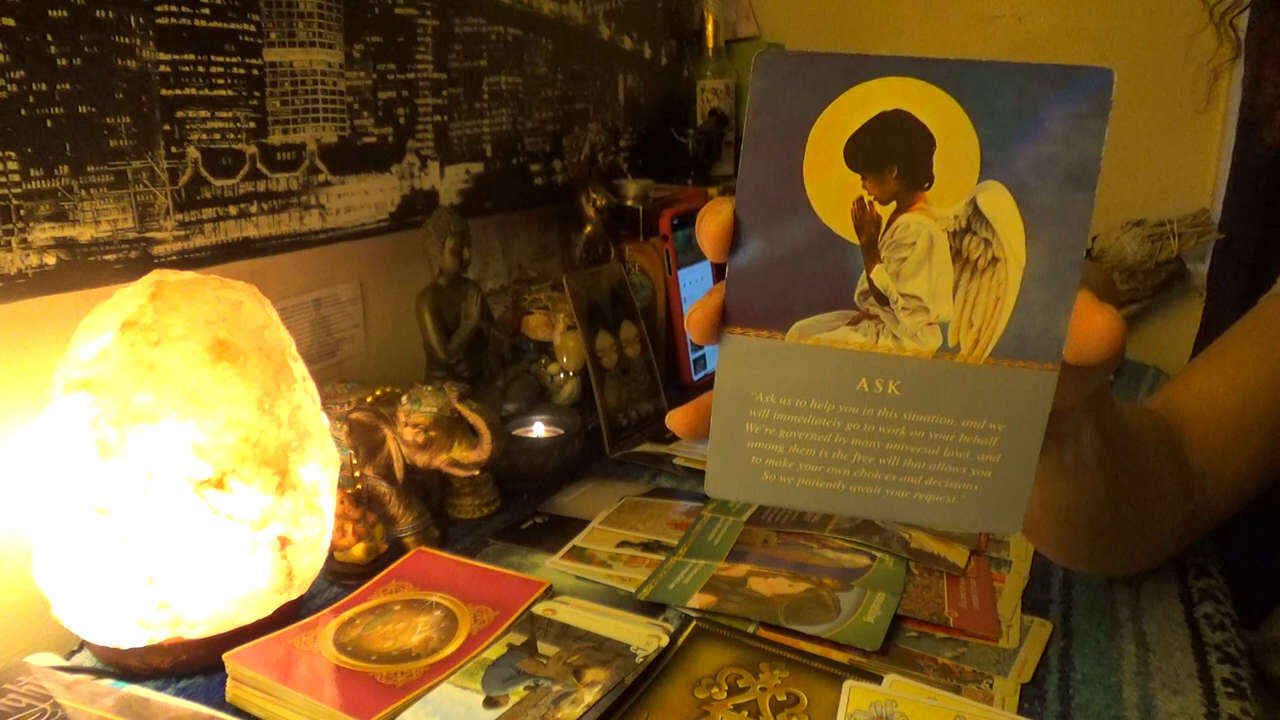 ASK
"Ask us to help you in this situation, and we
will immediately go to work on your behalf.
We're governed by many universal laws, and
among them is the free will that allows you
to make your own choices and decisions.
So we patiently await your request."